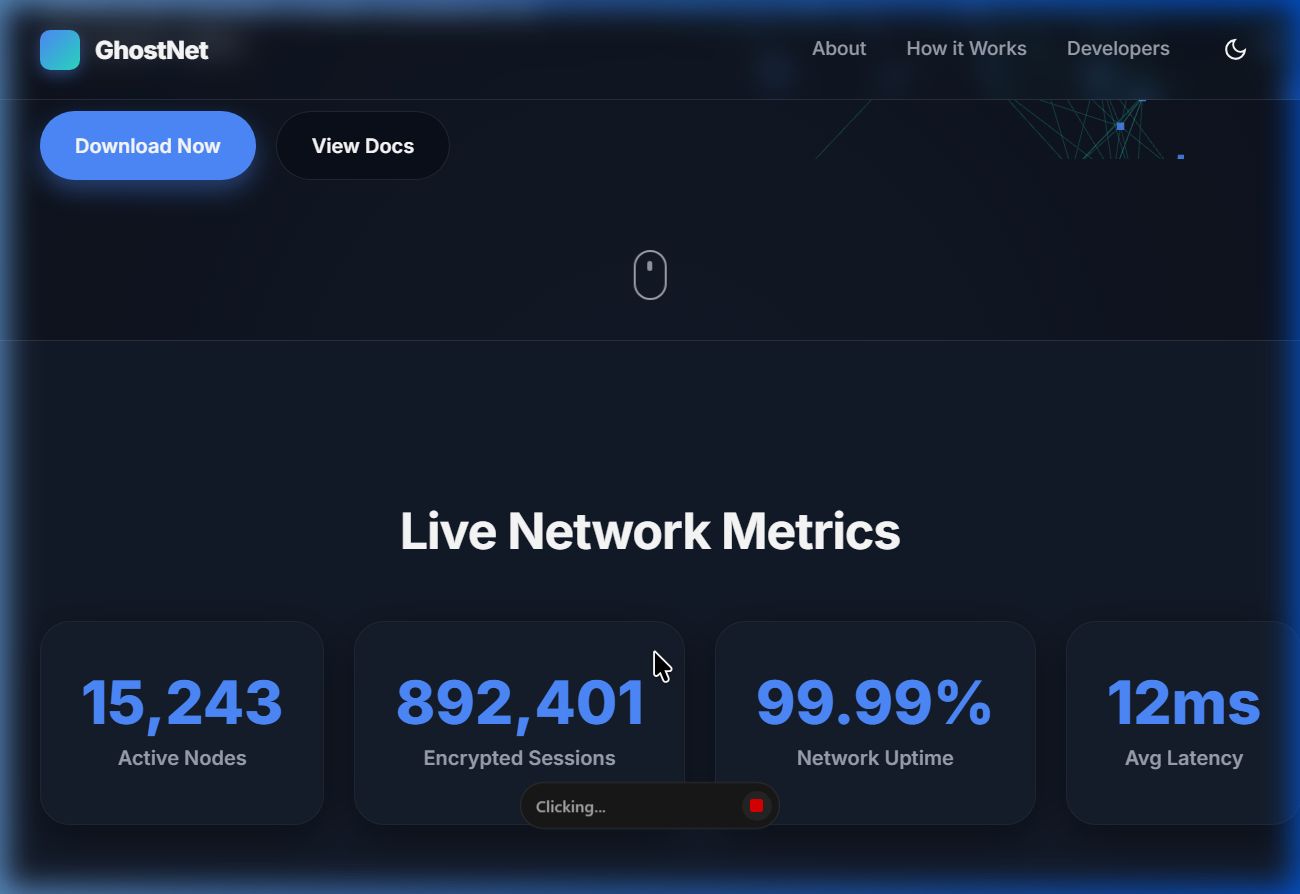 GhostNet
About
How it Works
Developers
Download Now
View Docs
Live Network Metrics
15,243
Active Nodes
892,401
Encrypted Sessions
99.99%
Network Uptime
12ms
Avg Latency
Clicking...